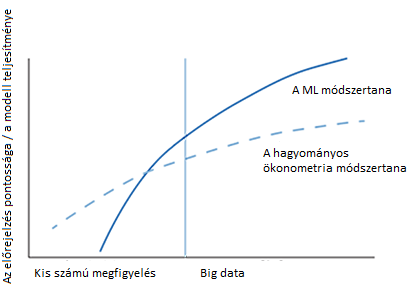 Az előrejelzés pontossága / a modell teljesítménye
A ML módszertana
A hagyományos
ökonometria módszertana
Kis számú megfigyelés
Big data